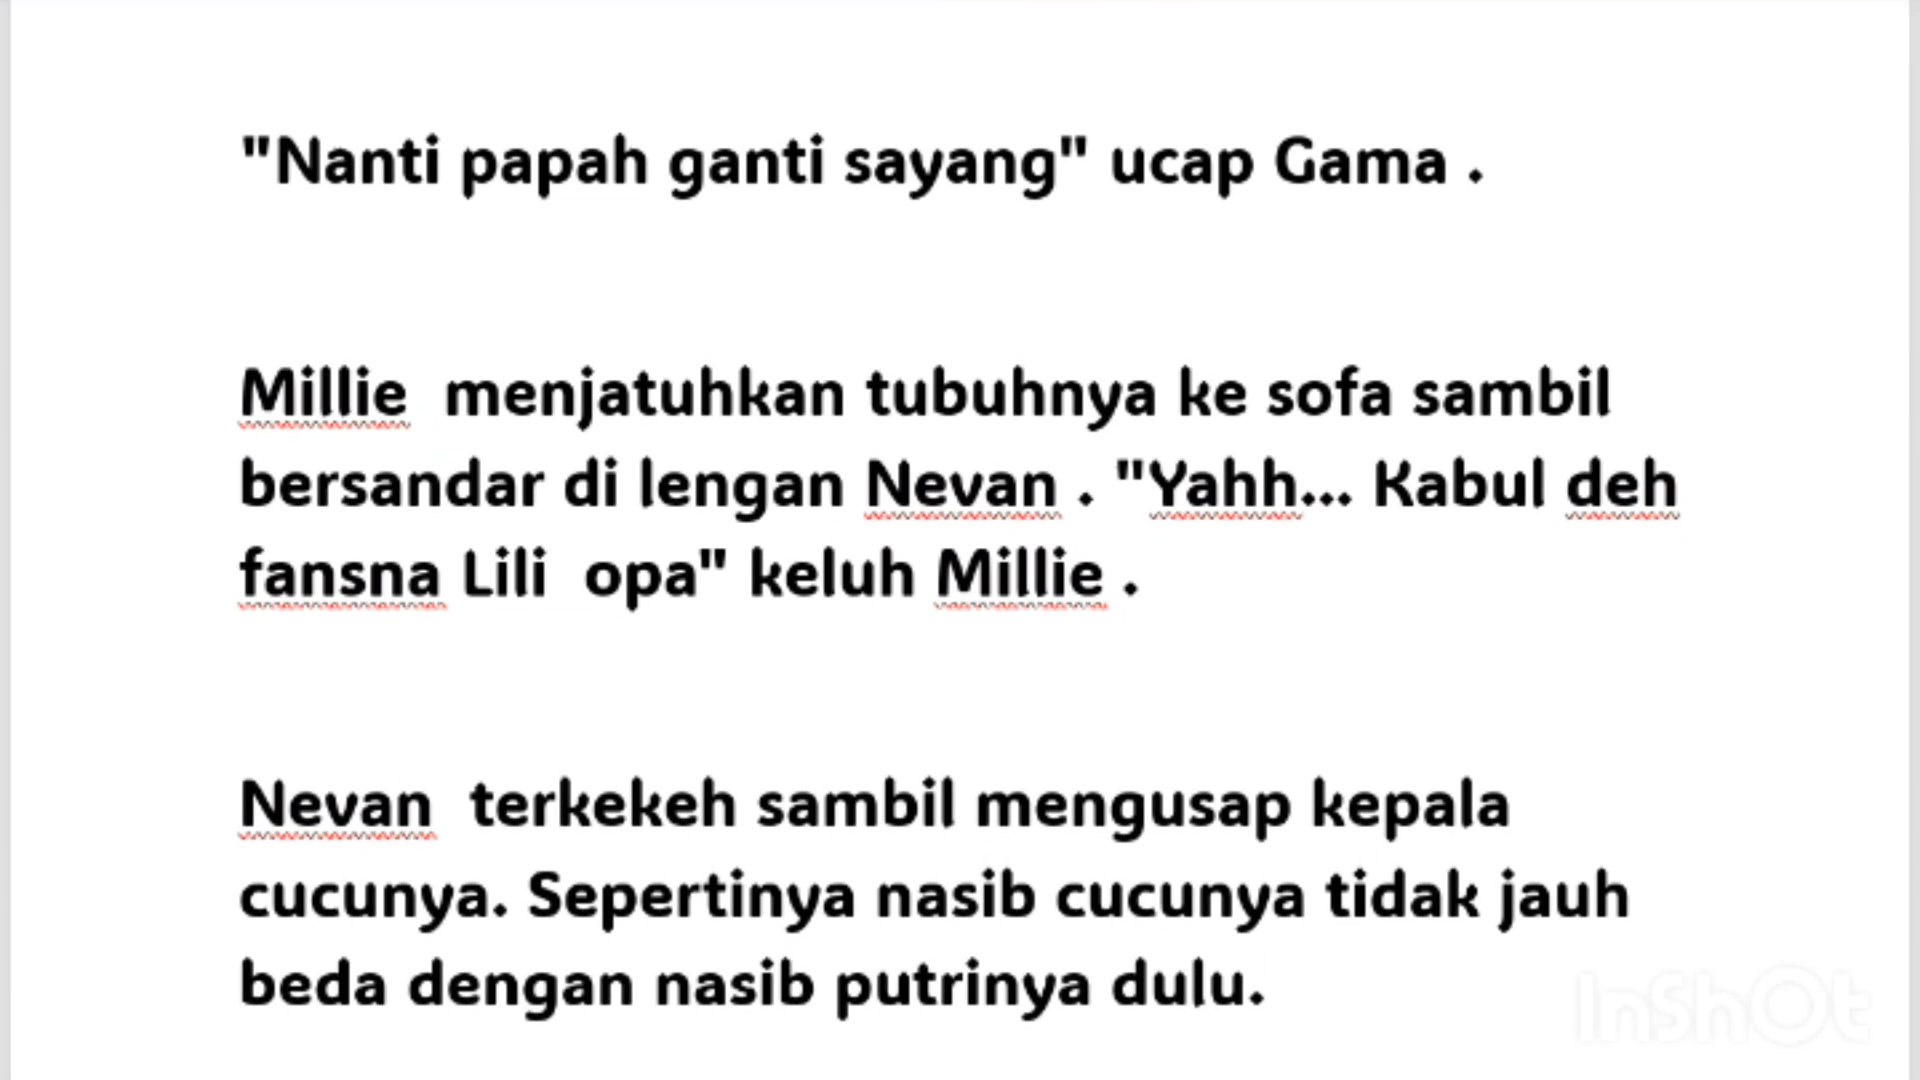 "Nanti papah ganti sayang" ucap Gama .
Millie  menjatuhkan tubuhnya ke sofa sambil
bersandar di lengan Nevan . "Yahh... Kabul deh
fansna Lili  opa" keluh Millie .
Nevan  terkekeh sambil mengusap kepala
cucunya. Sepertinya nasib cucunya tidak jauh
beda dengan nasib putrinya dulu.
InShOt